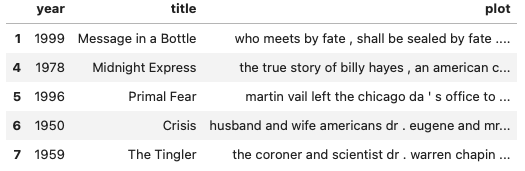 year title plot
1 1999 Message in a Bottle who meets by fate , shall be sealed by fate ....
4 1978 Midnight Express the true story of billy hayes , an american c...
5 1996 Primal Fear martin vail left the chicago da ' s office to ...
6 1950 Crisis husband and wife americans dr . eugene and mr...
7 1959 The Tingler the coroner and scientist dr . warren chapin ...